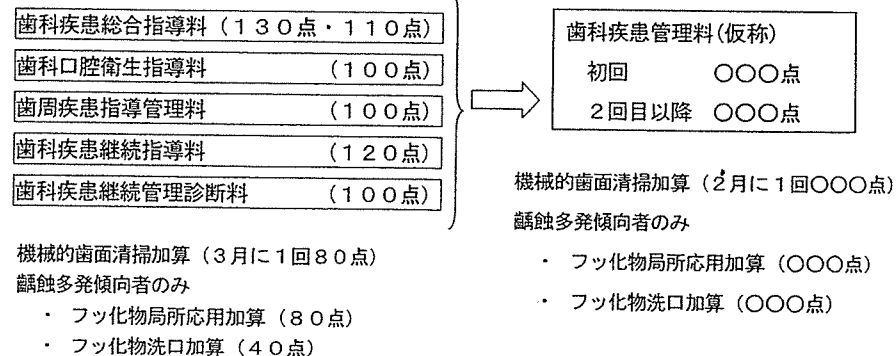 歯科疾患総合指導料（１３０点・１１０点）
歯科口腔衛生指導料　（１００点）
歯周疾患指導管理料　（１００点）
歯科疾患継続指導料　（１２０点）
歯科疾患継続管理診断料　（１００点）
機械的歯面清掃加算（３月に１回８０点）
齲蝕多発傾向者のみ
・　フッ化物局所応用加算（８０点）
・　フッ化物洗口加算（４０点）
歯科疾患管理料（仮称）
初回　〇〇〇点
２回目以降　〇〇〇点
機械的歯面清掃加算（２月に１回〇〇〇点）
齲蝕多発傾向者のみ
・　フッ化物局所応用加算（〇〇〇点）
・　フッ化物洗口加算（〇〇〇点）